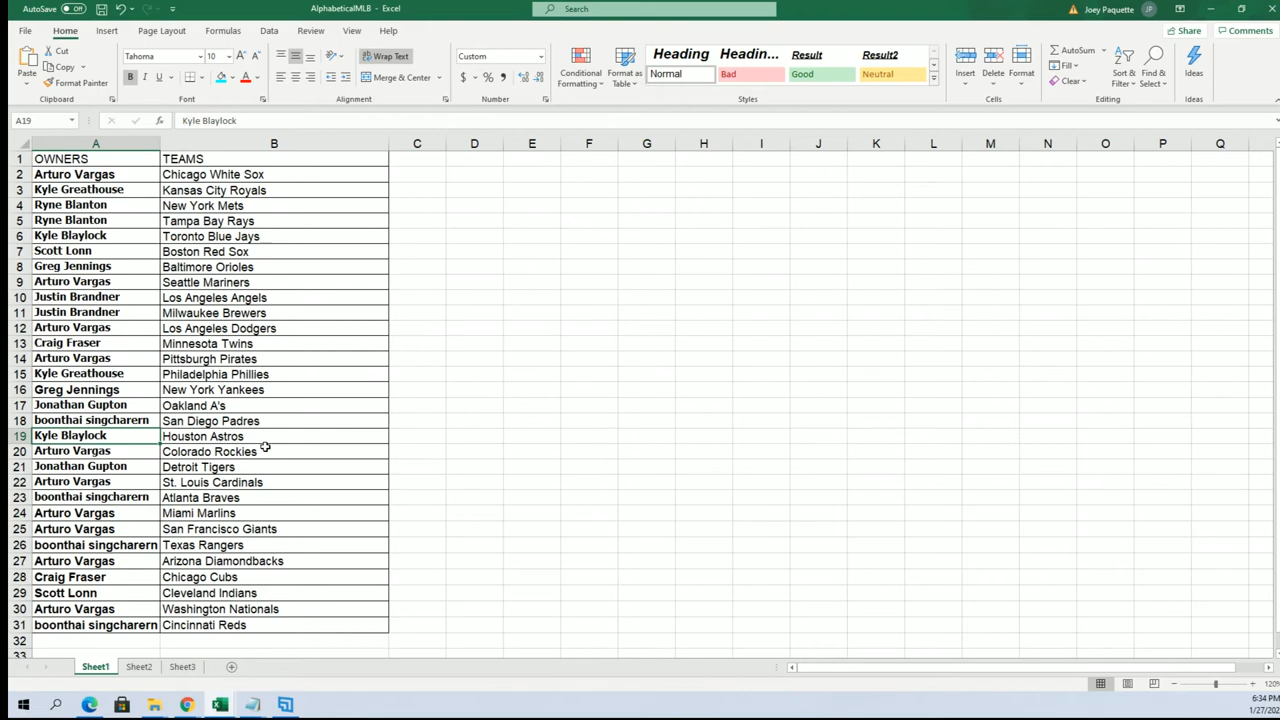 AutoSave Off AlphabeticalMLB - Excel Search Joey Paquette JP
File Home Insert Page Layout Formulas Data Review View Help Share Comments
Paste Cut Copy Format Painter Clipboard
Tahoma 10 B I U A A A Font
Wrap Text Merge & Center Alignment
Custom $ % , Number
Conditional Formatting Format as Table Heading Headin... Result Result2 Normal Bad Good Neutral Styles
Insert Delete Format Cells
AutoSum Fill Clear Sort & Filter Find & Select Editing
Ideas Ideas
A19 fx Kyle Blaylock
A B C D E F G H I J K L M N O P Q
1 OWNERS TEAMS
2 Arturo Vargas Chicago White Sox
3 Kyle Greathouse Kansas City Royals
4 Ryne Blanton New York Mets
5 Ryne Blanton Tampa Bay Rays
6 Kyle Blaylock Toronto Blue Jays
7 Scott Lonn Boston Red Sox
8 Greg Jennings Baltimore Orioles
9 Arturo Vargas Seattle Mariners
10 Justin Brandner Los Angeles Angels
11 Justin Brandner Milwaukee Brewers
12 Arturo Vargas Los Angeles Dodgers
13 Craig Fraser Minnesota Twins
14 Arturo Vargas Pittsburgh Pirates
15 Kyle Greathouse Philadelphia Phillies
16 Greg Jennings New York Yankees
17 Jonathan Gupton Oakland A's
18 boonthai singcharern San Diego Padres
19 Kyle Blaylock Houston Astros
20 Arturo Vargas Colorado Rockies
21 Jonathan Gupton Detroit Tigers
22 Arturo Vargas St. Louis Cardinals
23 boonthai singcharern Atlanta Braves
24 Arturo Vargas Miami Marlins
25 Arturo Vargas San Francisco Giants
26 boonthai singcharern Texas Rangers
27 Arturo Vargas Arizona Diamondbacks
28 Craig Fraser Chicago Cubs
29 Scott Lonn Cleveland Indians
30 Arturo Vargas Washington Nationals
31 boonthai singcharern Cincinnati Reds
32
33
Sheet1 Sheet2 Sheet3
120%
6:34 PM
1/27/202